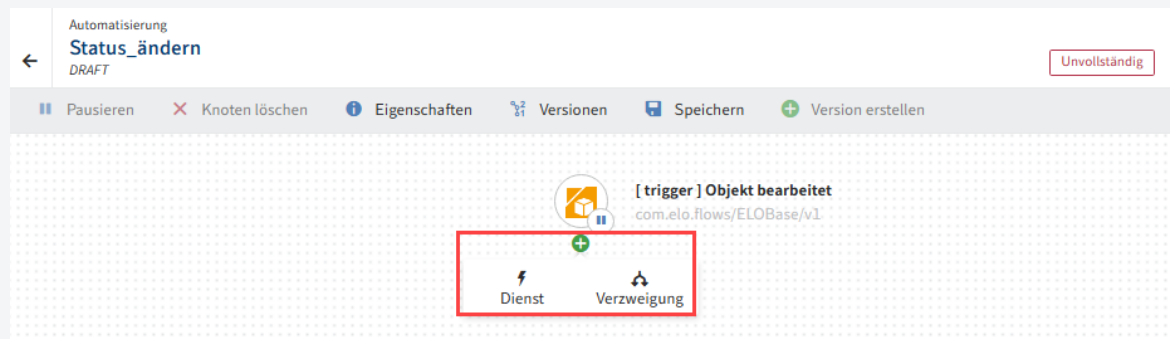 Automatisierung
Status_ändern
DRAFT
Unvollständig
Pausieren Knoten löschen Eigenschaften Versionen Speichern Version erstellen
[ trigger ] Objekt bearbeitet
com.elo.flows/ELOBase/v1
Dienst Verzweigung